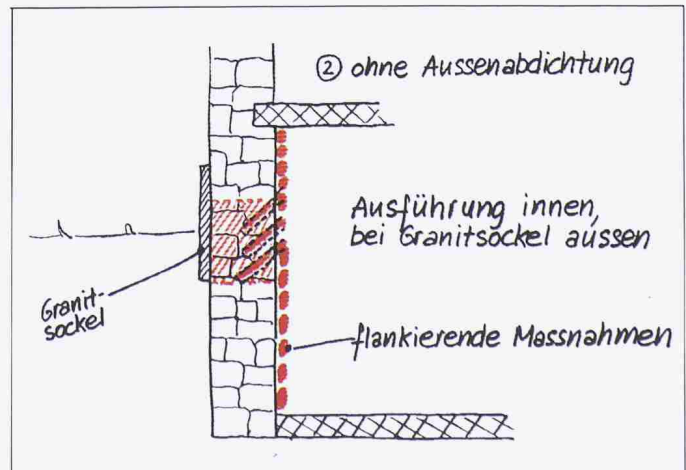 ② ohne Aussenabdichtung
Ausführung innen,
bei Granitsockel aussen
Granit-
sockel
flankierende Massnahmen